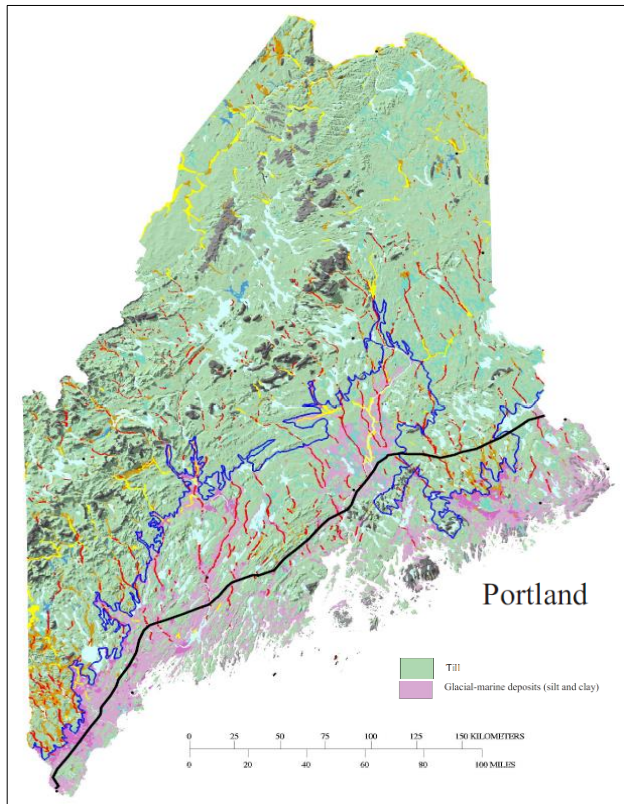 Portland
Till
Glacial-marine deposits (silt and clay)
0 25 50 75 100 125 150 KILOMETERS
0 20 40 60 80 100 MILES